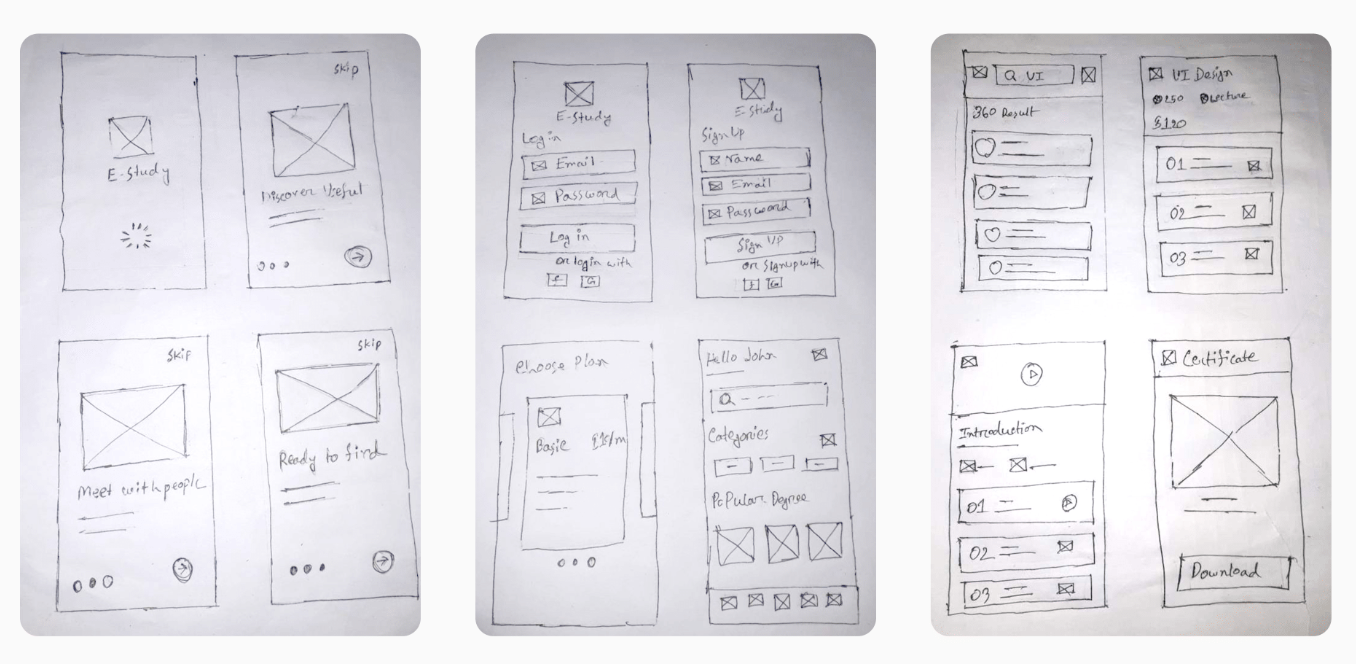 E-Study
Skip
Discover Useful
Skip
Meet with people
Skip
Ready to find
E-Study
Log in
Email
Password
Log in
or login with
f G
E-Study
Sign Up
Name
Email
Password
Sign UP
or Signup with
f G
Choose Plan
Basic
Hello John
Categories
Popular Degree
UI
360 Result
UI Design
250 Lecture
$120
01
02
03
Introduction
01
02
03
Certificate
Download